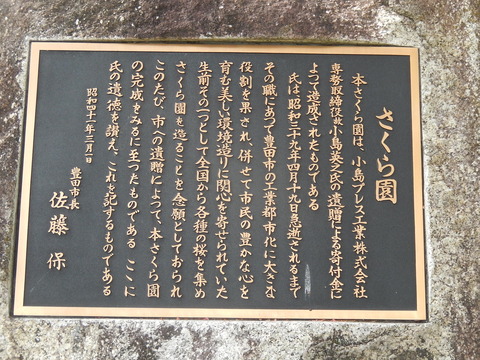 さくら園
本さくら園は、小島プレス工業株式会社
専務取締役故小島英之氏の遺贈による寄付金に
よつて造成されたものである
氏は、昭和三十九年四月十九日急逝されるまで
その職にあつて豊田市の工業都市化に大きな
役割を果され、併せて市民の豊かな心を
育む美しい環境造りに関心を寄せられていた
生前その一つとして全国から各種の桜を集め
さくら園を造ることを念願としておられ
このたび、市への遺贈によつて、本さくら園
の完成をみるに至つたものである こゝに
氏の遺徳を讃え、これを記するものである
昭和四十一年三月一日
豊田市長
佐藤保